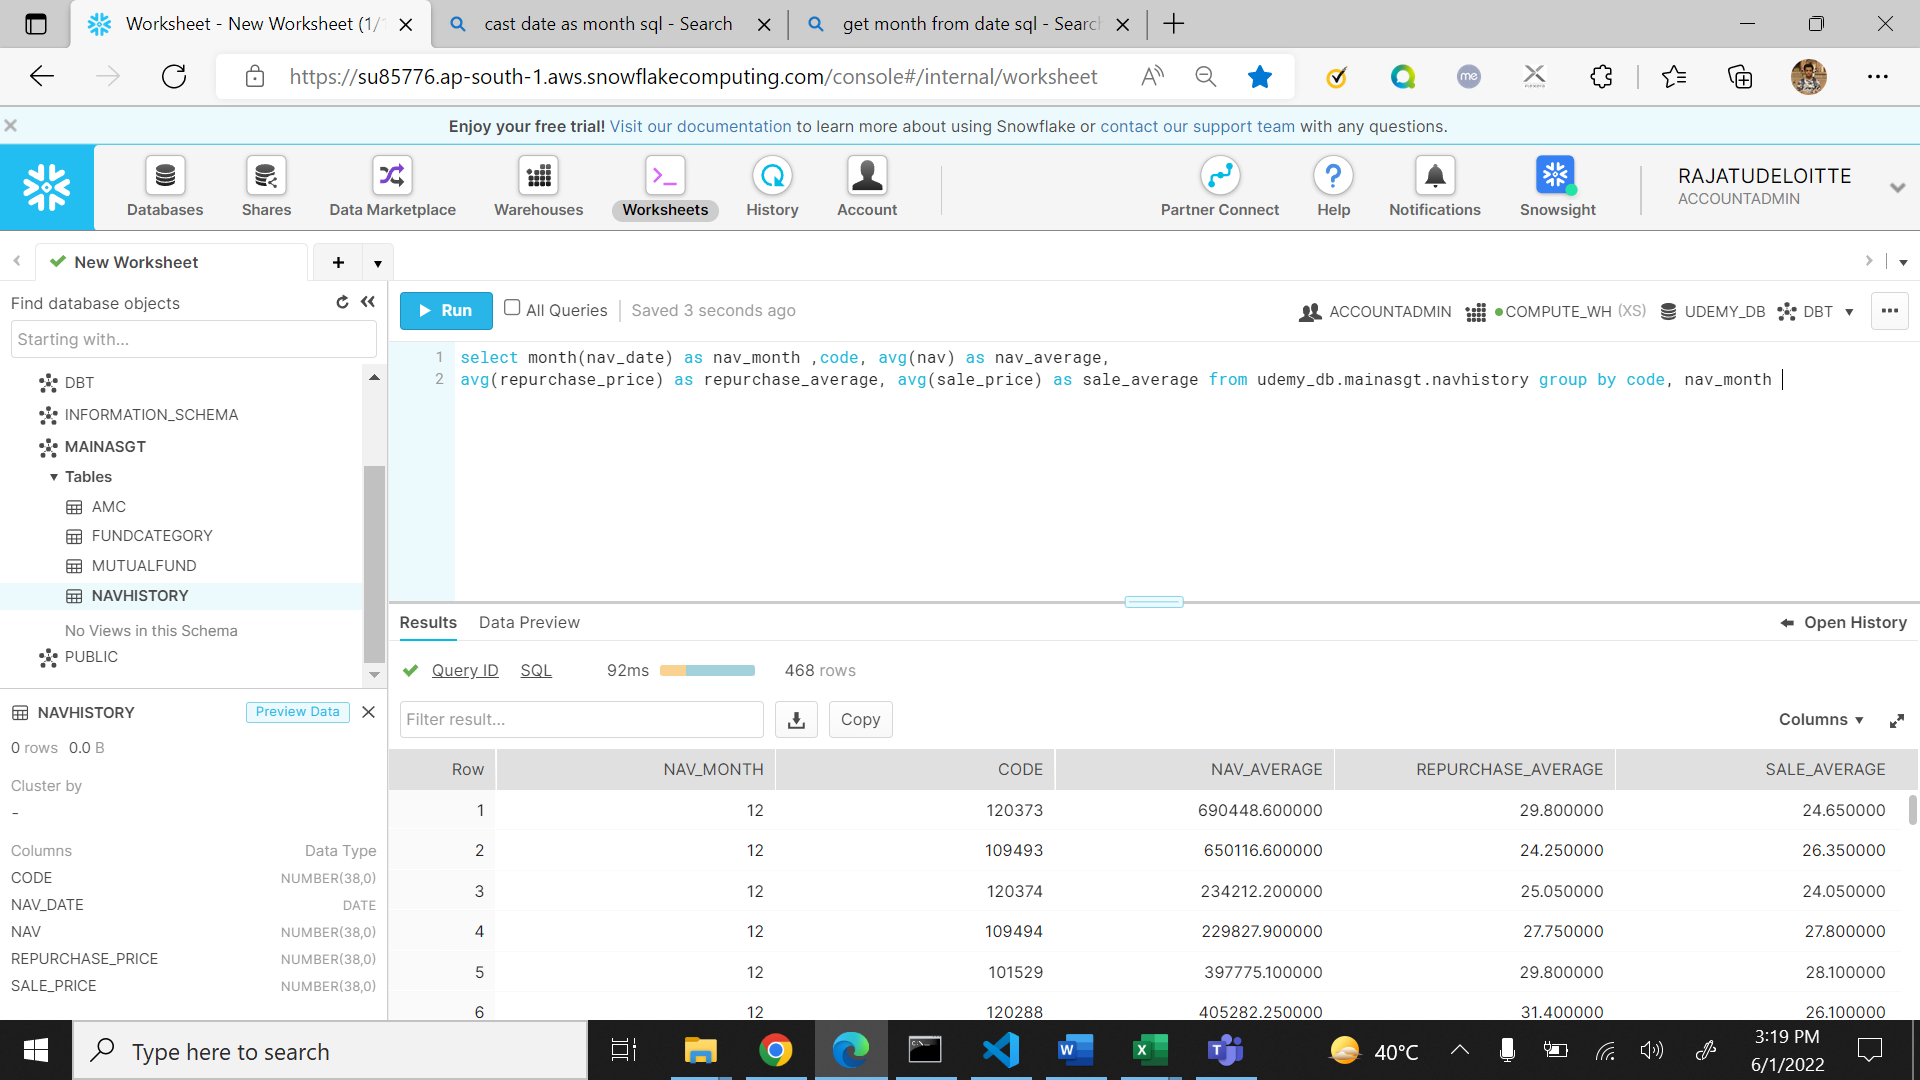 Worksheet - New Worksheet (1/1
cast date as month sql - Search
get month from date sql - Search
https://su85776.ap-south-1.aws.snowflakecomputing.com/console#/internal/worksheet
Enjoy your free trial! Visit our documentation to learn more about using Snowflake or contact our support team with any questions.
Databases
Shares
Data Marketplace
Warehouses
Worksheets
History
Account
Partner Connect
Help
Notifications
Snowsight
RAJATUDELOITTE
ACCOUNTADMIN
New Worksheet
Find database objects
Starting with...
Run
All Queries
Saved 3 seconds ago
ACCOUNTADMIN
COMPUTE_WH (XS)
UDEMY_DB
DBT
1 select month(nav_date) as nav_month ,code, avg(nav) as nav_average,
2 avg(repurchase_price) as repurchase_average, avg(sale_price) as sale_average from udemy_db.mainasgt.navhistory group by code, nav_month
DBT
INFORMATION_SCHEMA
MAINASGT
Tables
AMC
FUNDCATEGORY
MUTUALFUND
NAVHISTORY
No Views in this Schema
PUBLIC
NAVHISTORY
Preview Data
0 rows 0.0 B
Cluster by
-
Columns Data Type
CODE NUMBER(38,0)
NAV_DATE DATE
NAV NUMBER(38,0)
REPURCHASE_PRICE NUMBER(38,0)
SALE_PRICE NUMBER(38,0)
Results
Data Preview
Open History
Query ID
SQL
92ms
468 rows
Filter result...
Copy
Columns
Row NAV_MONTH CODE NAV_AVERAGE REPURCHASE_AVERAGE SALE_AVERAGE
1 12 120373 690448.600000 29.800000 24.650000
2 12 109493 650116.600000 24.250000 26.350000
3 12 120374 234212.200000 25.050000 24.050000
4 12 109494 229827.900000 27.750000 27.800000
5 12 101529 397775.100000 29.800000 28.100000
6 12 120288 405282.250000 31.400000 26.100000
Type here to search
40°C
3:19 PM
6/1/2022